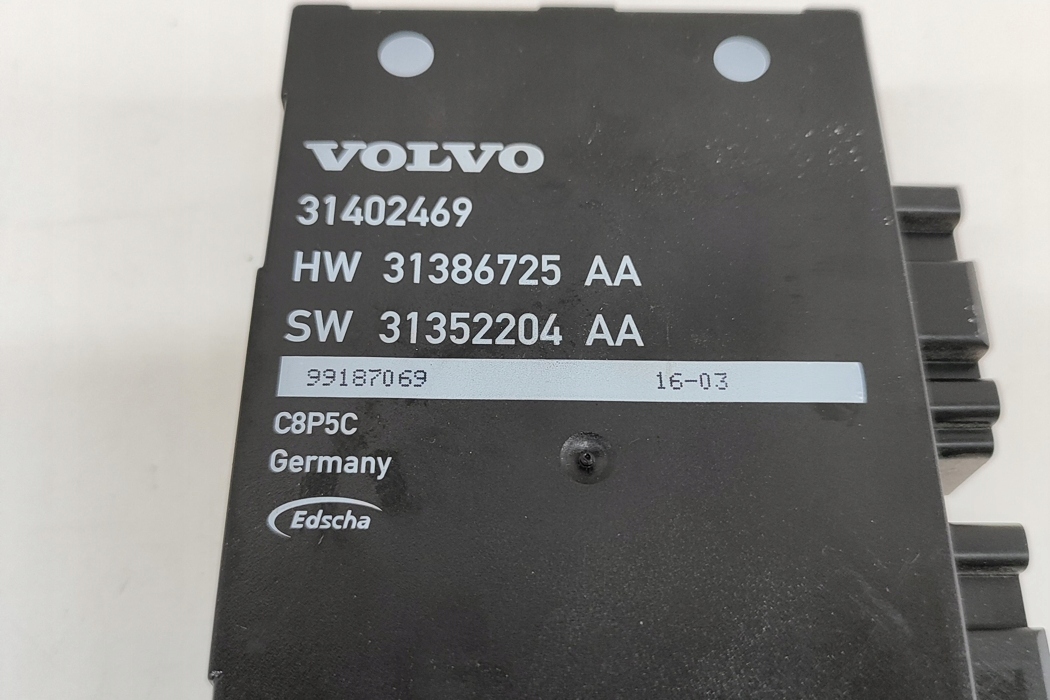 VOLVO
31402469
HW 31386725 AA
SW 31352204 AA
99187069 16-03
C8P5C
Germany
Edscha